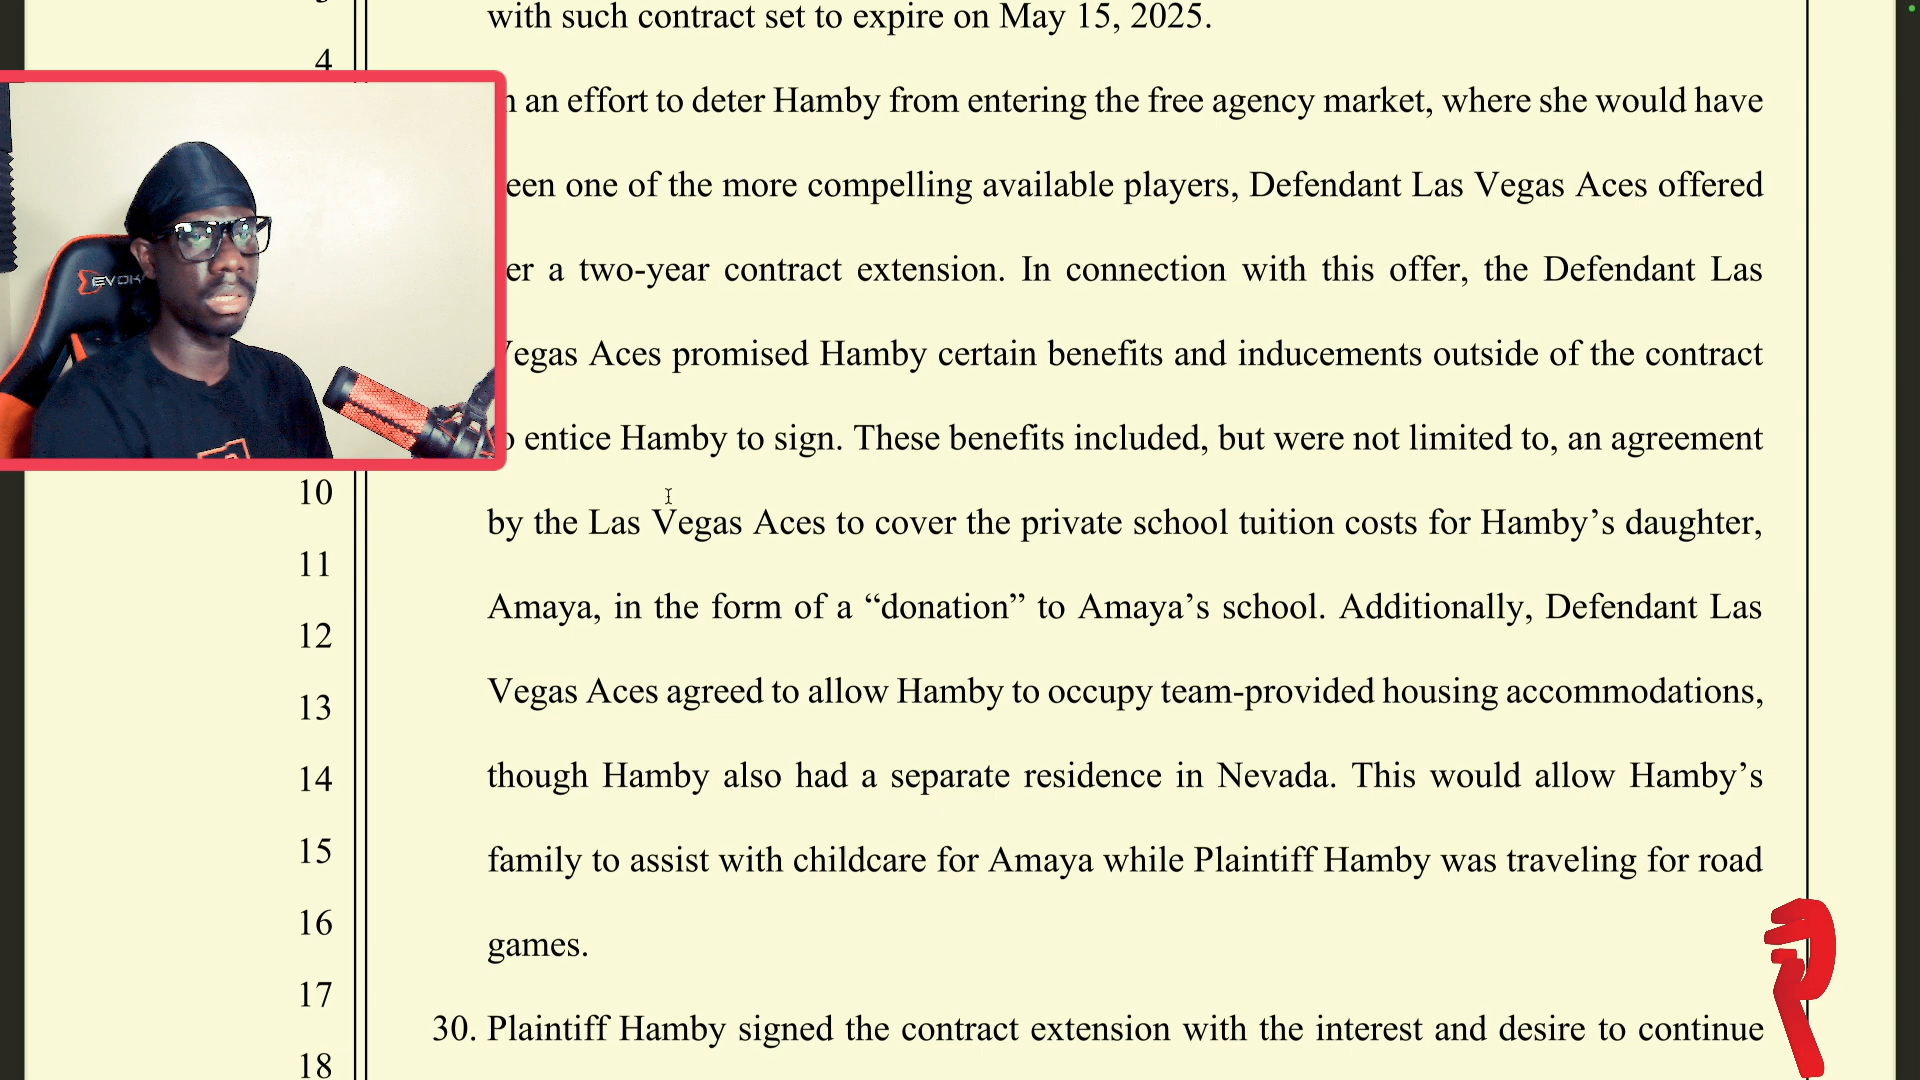 with such contract set to expire on May 15, 2025.
4
an effort to deter Hamby from entering the free agency market, where she would have
een one of the more compelling available players, Defendant Las Vegas Aces offered
er a two-year contract extension. In connection with this offer, the Defendant Las
Vegas Aces promised Hamby certain benefits and inducements outside of the contract
entice Hamby to sign. These benefits included, but were not limited to, an agreement
10
by the Las Vegas Aces to cover the private school tuition costs for Hamby’s daughter,
11
Amaya, in the form of a “donation” to Amaya’s school. Additionally, Defendant Las
12
Vegas Aces agreed to allow Hamby to occupy team-provided housing accommodations,
13
though Hamby also had a separate residence in Nevada. This would allow Hamby’s
14
family to assist with childcare for Amaya while Plaintiff Hamby was traveling for road
15
games.
16
17
30. Plaintiff Hamby signed the contract extension with the interest and desire to continue
18